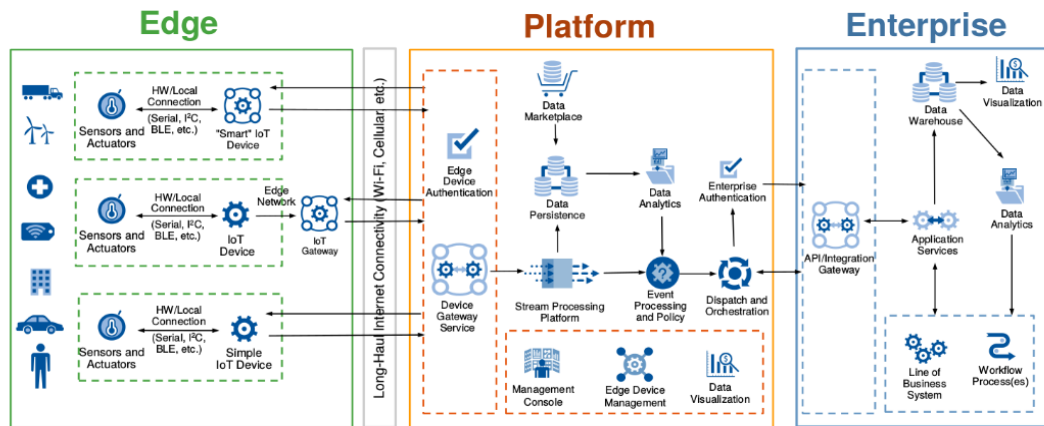 Edge
Platform
Enterprise
HW/Local
Connection
(Serial, I²C,
BLE, etc.)
Sensors and
Actuators
"Smart" IoT
Device
HW/Local
Connection
(Serial, I²C,
BLE, etc.)
Sensors and
Actuators
IoT
Device
Edge
Network
IoT
Gateway
HW/Local
Connection
(Serial, I²C,
BLE, etc.)
Sensors and
Actuators
Simple
IoT Device
Long-Haul Internet Connectivity (Wi-Fi, Cellular etc.)
Edge
Device
Authentication
Device
Gateway
Service
Data
Marketplace
Data
Persistence
Data
Analytics
Enterprise
Authentication
Stream Processing
Platform
Event
Processing
and Policy
Dispatch and
Orchestration
Management
Console
Edge Device
Management
Data
Visualization
API/Integration
Gateway
Data
Warehouse
Data
Visualization
Application
Services
Data
Analytics
Line of
Business
System
Workflow
Process(es)